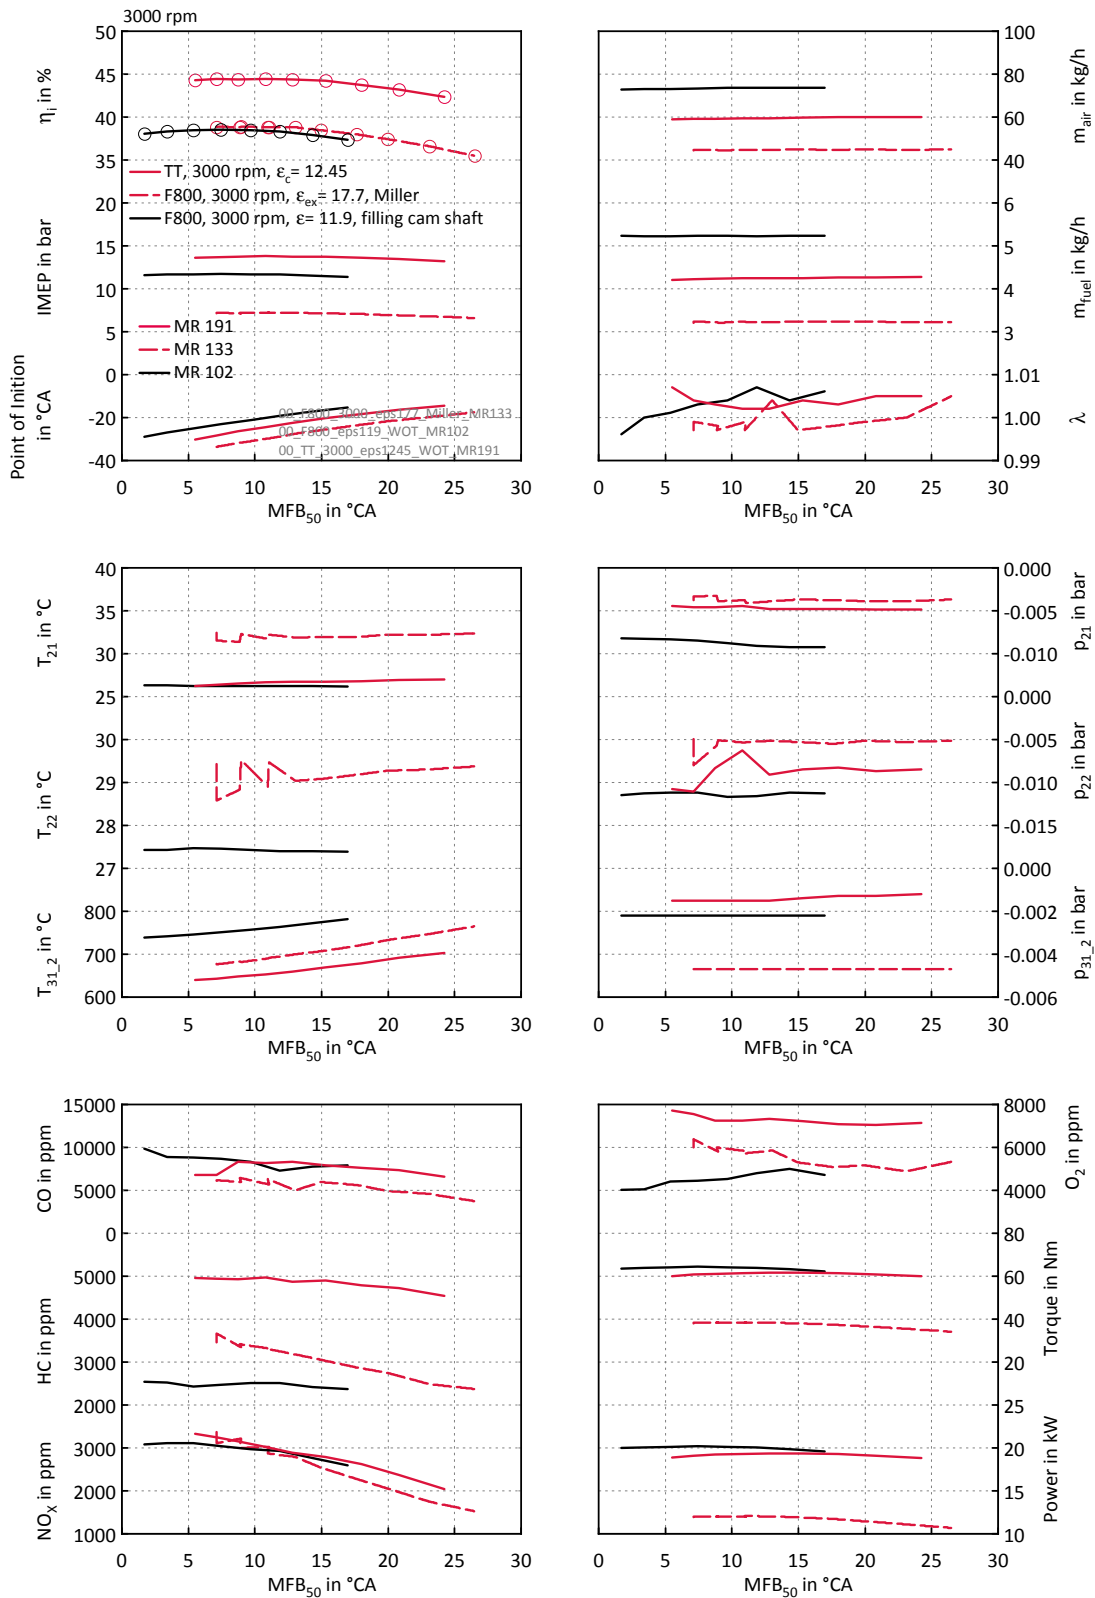 3000 rpm
50
45
40
35
η_i in %
TT, 3000 rpm, ε_c= 12.45
F800, 3000 rpm, ε_ex= 17.7, Miller
F800, 3000 rpm, ε= 11.9, filling cam shaft
20
15
10
5
0
IMEP in bar
MR 191
MR 133
MR 102
-20
-40
Point of Inition
in °CA
00_F800_3000_eps177_Miller_MR133
00_F800_eps119_WOT_MR102
00_TT_3000_eps1245_WOT_MR191
0 5 10 15 20 25 30
MFB50 in °CA
100
80
60
40
m_air in kg/h
6
5
4
3
m_fuel in kg/h
1.01
1.00
0.99
λ
0 5 10 15 20 25 30
MFB50 in °CA
40
35
30
25
T21 in °C
30
29
28
27
T22 in °C
800
700
600
T31_2 in °C
0 5 10 15 20 25 30
MFB50 in °CA
0.000
-0.005
-0.010
p21 in bar
0.000
-0.005
-0.010
-0.015
p22 in bar
0.000
-0.002
-0.004
-0.006
p31_2 in bar
0 5 10 15 20 25 30
MFB50 in °CA
15000
10000
5000
0
CO in ppm
5000
4000
3000
2000
HC in ppm
3000
2000
1000
NOX in ppm
0 5 10 15 20 25 30
MFB50 in °CA
8000
6000
4000
O2 in ppm
80
60
40
20
Torque in Nm
25
20
15
10
Power in kW
0 5 10 15 20 25 30
MFB50 in °CA